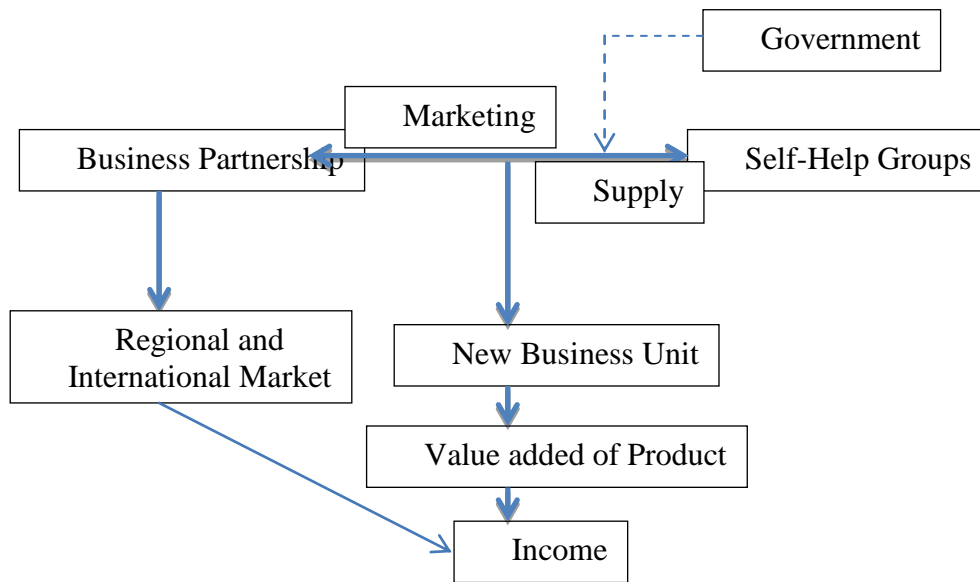 Government
Marketing
Business Partnership
Self-Help Groups
Supply
Regional and
International Market
New Business Unit
Value added of Product
Income